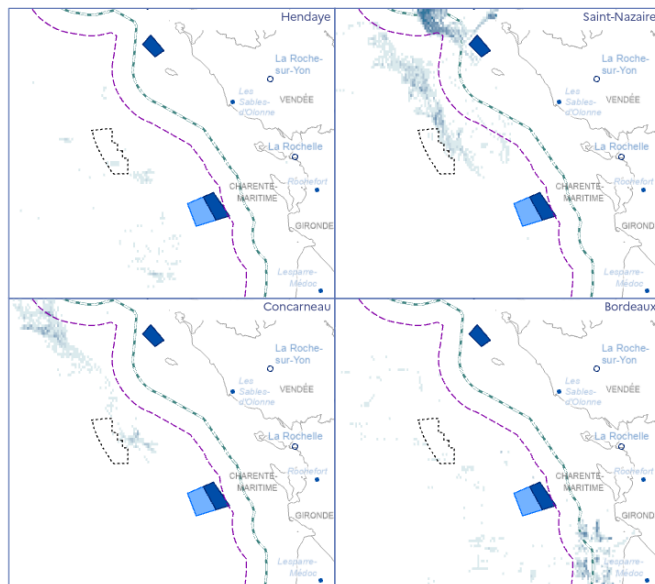 Hendaye
La Roche-
sur-Yon
Les
Sables-
d'Olonne
VENDÉE
La Rochelle
Rochefort
CHARENTE-
MARITIME
GIRONDE
Lesparre-
Médoc
Saint-Nazaire
La Roche-
sur-Yon
Les
Sables-
d'Olonne
VENDÉE
La Rochelle
Rochefort
CHARENTE-
MARITIME
GIROND
Lesparre-
Médoc
Concarneau
La Roche-
sur-Yon
Les
Sables-
d'Olonne
VENDÉE
La Rochelle
Rochefort
CHARENTE-
MARITIME
GIRONDE
Lesparre-
Médoc
Bordeaux
La Roche-
sur-Yon
Les
Sables-
d'Olonne
VENDÉE
La Rochelle
Rochefort
CHARENTE-
MARITIME
GIROND
Lesparre-
Médoc